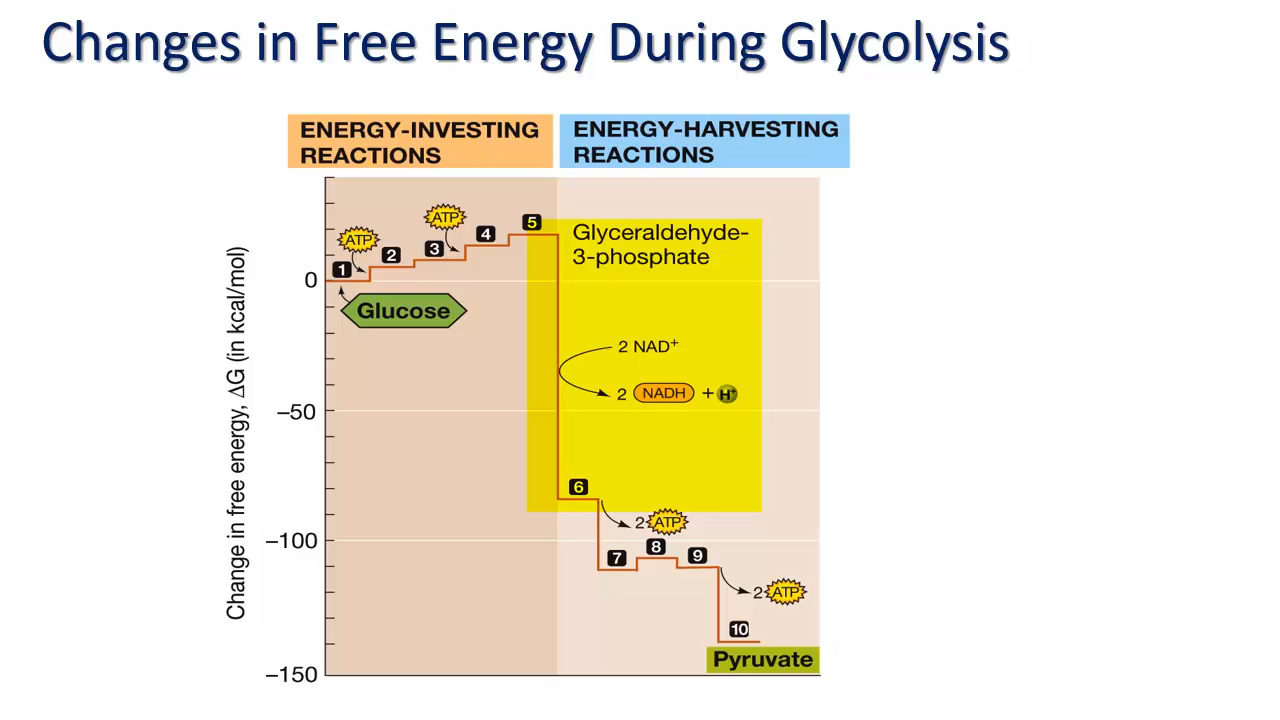 Changes in Free Energy During Glycolysis
ENERGY-INVESTING
REACTIONS
ENERGY-HARVESTING
REACTIONS
Change in free energy, ΔG (in kcal/mol)
0
–50
–100
–150
ATP
ATP
1
2
3
4
5
Glucose
Glyceraldehyde-
3-phosphate
2 NAD⁺
2 NADH + H⁺
6
2 ATP
7
8
9
2 ATP
10
Pyruvate